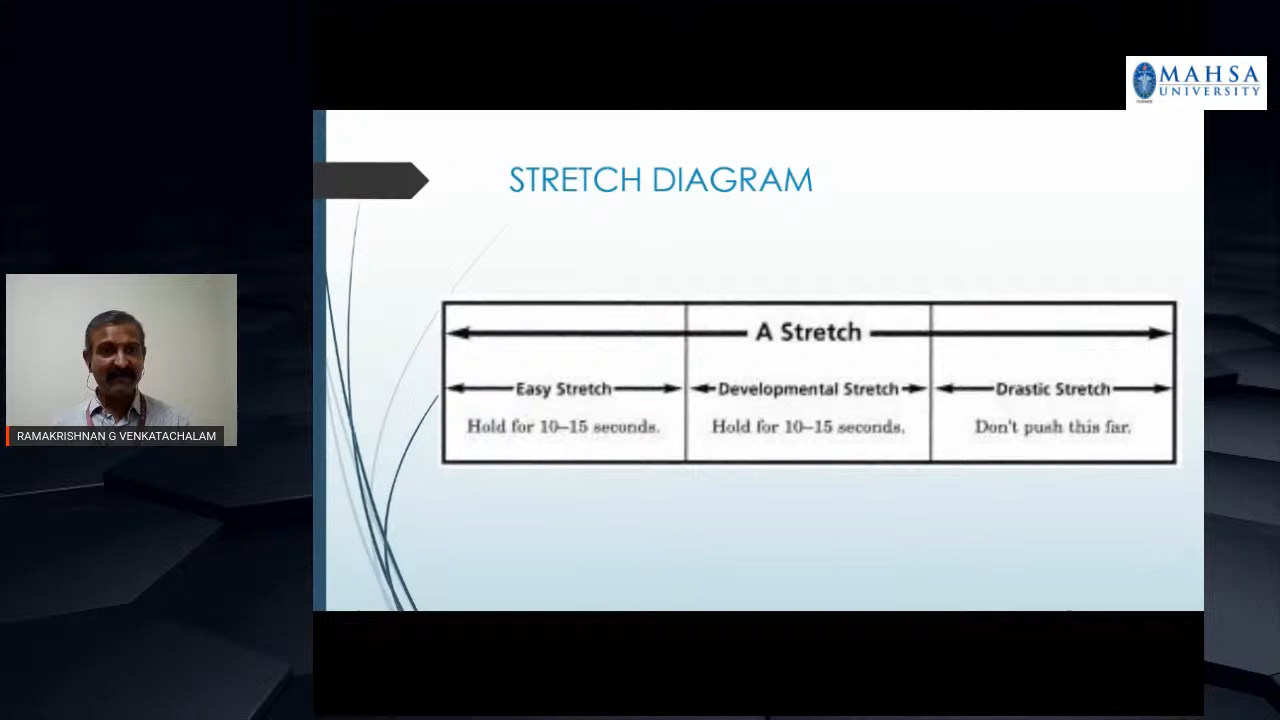 MAHSA
UNIVERSITY
STRETCH DIAGRAM
A Stretch
Easy Stretch
Hold for 10–15 seconds.
Developmental Stretch
Hold for 10–15 seconds.
Drastic Stretch
Don't push this far.
RAMAKRISHNAN G VENKATACHALAM